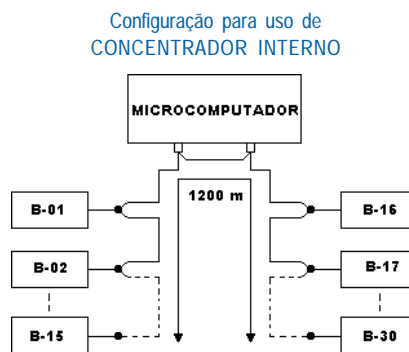 Configuração para uso de
CONCENTRADOR INTERNO
MICROCOMPUTADOR
1200 m
B-01
B-16
B-02
B-17
B-15
B-30